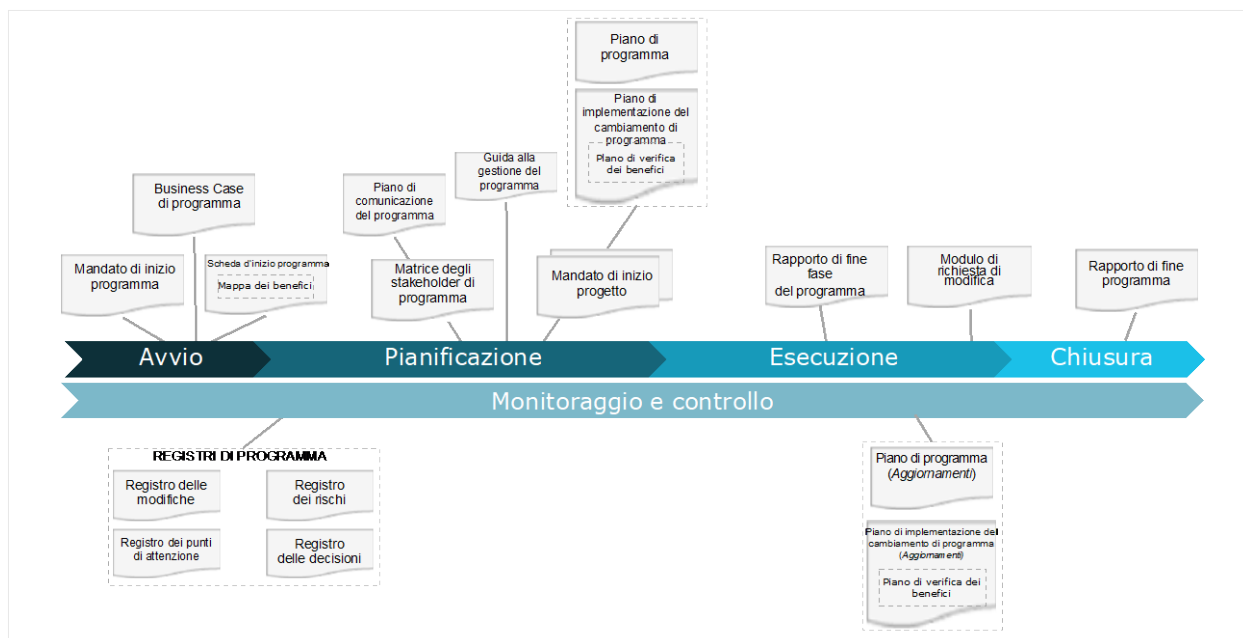 Piano di
programma
Piano di
implementazione del
cambiamento di
programma
Piano di verifica
dei benefici
Guida alla
gestione del
programma
Business Case
di programma
Piano di
comunicazione
del programma
Mandato di inizio
programma
Scheda d'inizio programma
Mappa dei benefici
Matrice degli
stakeholder di
programma
Mandato di inizio
progetto
Rapporto di fine
fase
del programma
Modulo di
richiesta di
modifica
Rapporto di fine
programma
Avvio
Pianificazione
Esecuzione
Chiusura
Monitoraggio e controllo
REGISTRI DI PROGRAMMA
Registro delle
modifiche
Registro
dei rischi
Registro dei punti
di attenzione
Registro
delle decisioni
Piano di programma
(Aggiornamenti)
Piano di implementazione del
cambiamento di programma
(Aggiornamenti)
Piano di verifica dei
benefici